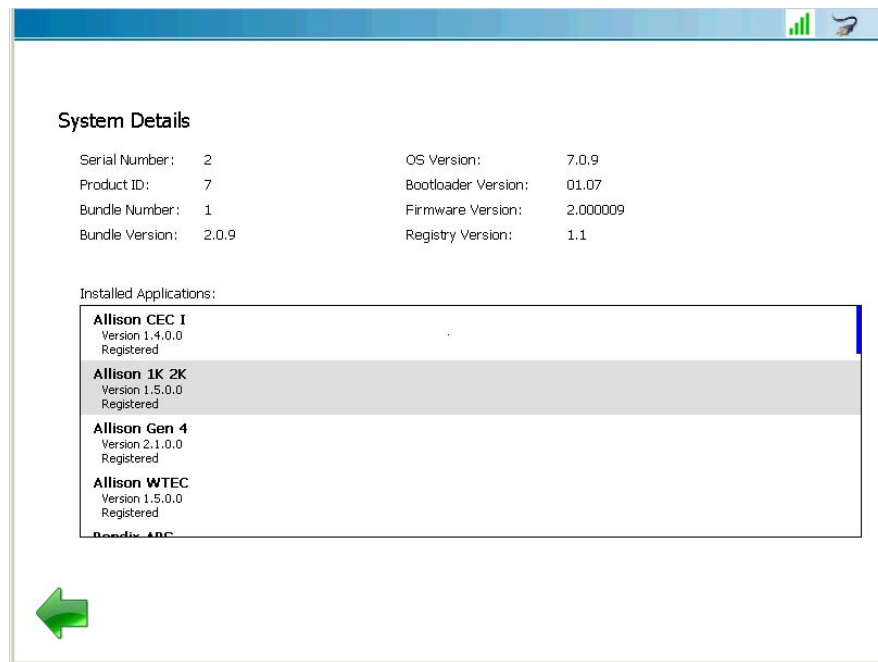 System Details
Serial Number: 2 OS Version: 7.0.9
Product ID: 7 Bootloader Version: 01.07
Bundle Number: 1 Firmware Version: 2.000009
Bundle Version: 2.0.9 Registry Version: 1.1
Installed Applications:
Allison CEC I
Version 1.4.0.0
Registered
Allison 1K 2K
Version 1.5.0.0
Registered
Allison Gen 4
Version 2.1.0.0
Registered
Allison WTEC
Version 1.5.0.0
Registered
Bendix